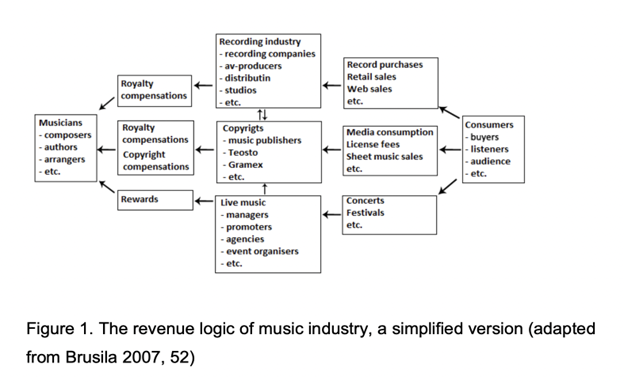 Recording industry
- recording companies
- av-producers
- distributin
- studios
- etc.
Record purchases
Retail sales
Web sales
etc.
Royalty
compensations
Musicians
- composers
- authors
- arrangers
- etc.
Royalty
compensations
Copyright
compensations
Copyrigts
- music publishers
- Teosto
- Gramex
- etc.
Media consumption
License fees
Sheet music sales
etc.
Consumers
- buyers
- listeners
- audience
- etc.
Rewards
Live music
- managers
- promoters
- agencies
- event organisers
- etc.
Concerts
Festivals
etc.
Figure 1. The revenue logic of music industry, a simplified version (adapted
from Brusila 2007, 52)